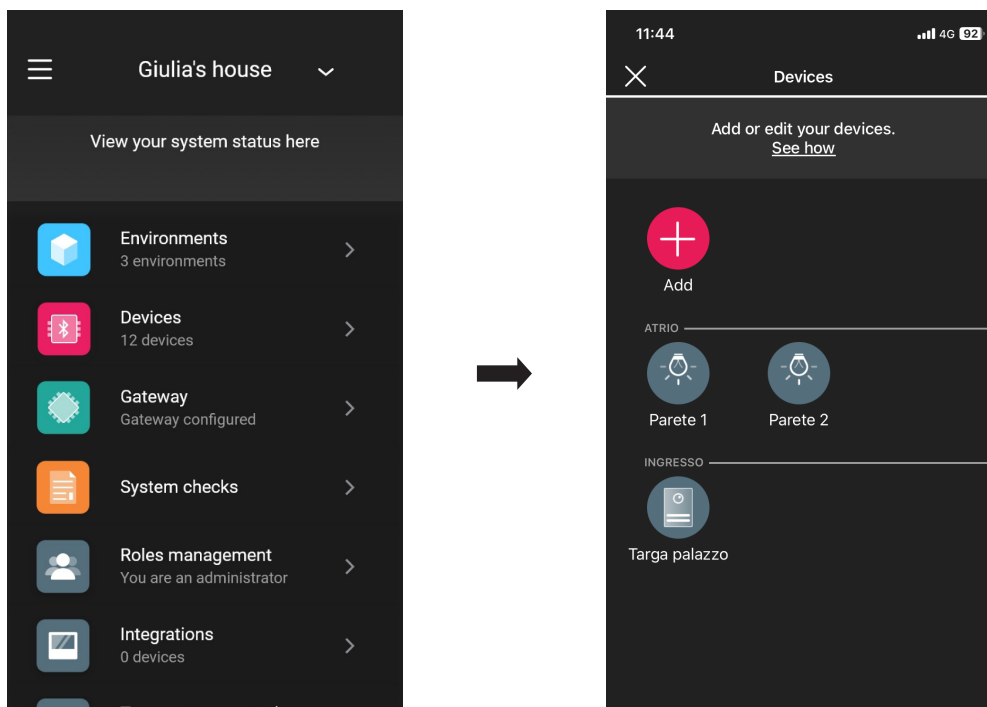 Giulia's house
View your system status here
Environments
3 environments
Devices
12 devices
Gateway
Gateway configured
System checks
Roles management
You are an administrator
Integrations
0 devices
11:44
4G 92
Devices
Add or edit your devices.
See how
Add
ATRIO
Parete 1 Parete 2
INGRESSO
Targa palazzo